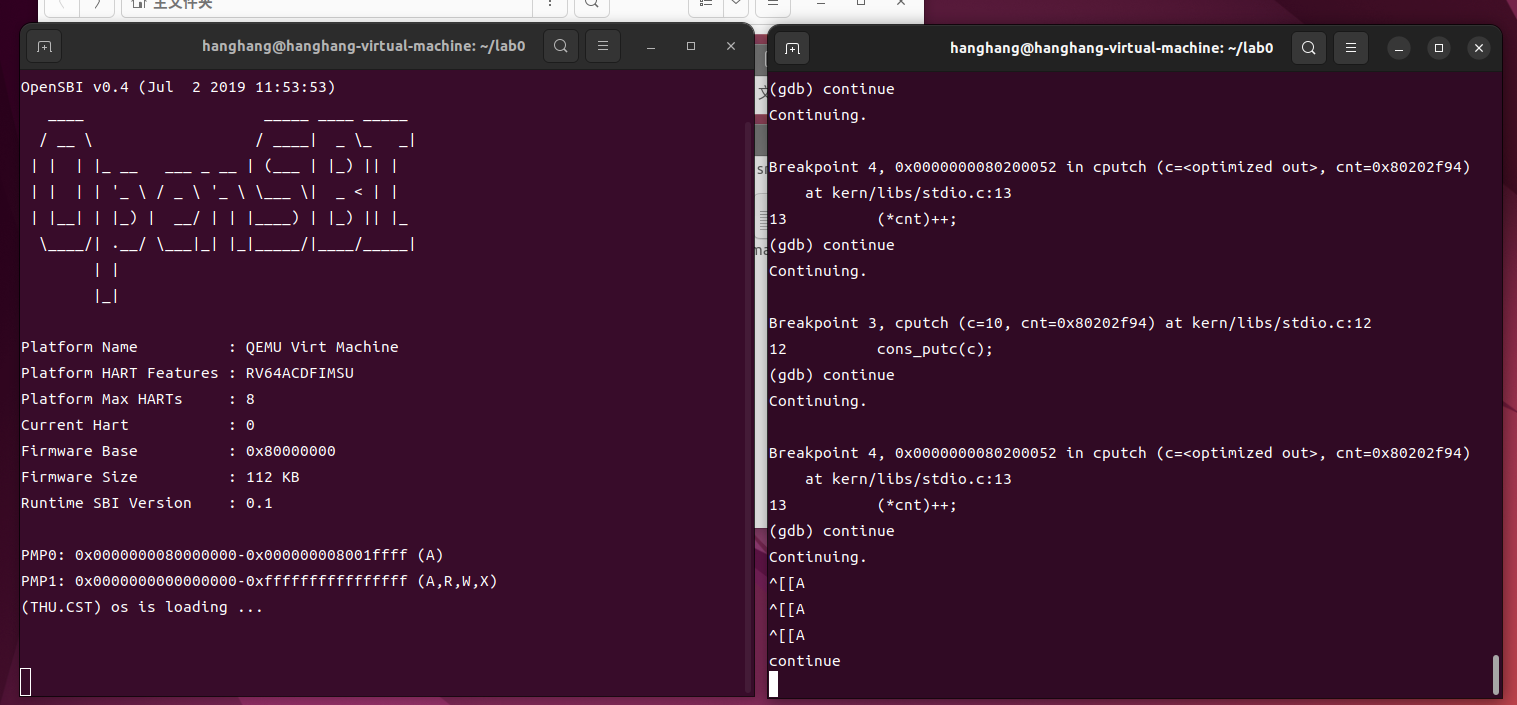 主文件夹
hanghang@hanghang-virtual-machine: ~/lab0
OpenSBI v0.4 (Jul  2 2019 11:53:53)
   ____                    _____ ____ _____
  / __ \                  / ____|  _ \_   _|
 | |  | |_ __   ___ _ __ | (___ | |_) || |
 | |  | | '_ \ / _ \ '_ \ \___ \|  _ < | |
 | |__| | |_) |  __/ | | |____) | |_) || |_
  \____/| .__/ \___|_| |_|_____/|____/_____|
        | |
        |_|
Platform Name          : QEMU Virt Machine
Platform HART Features : RV64ACDFIMSU
Platform Max HARTs     : 8
Current Hart           : 0
Firmware Base          : 0x80000000
Firmware Size          : 112 KB
Runtime SBI Version    : 0.1
PMP0: 0x0000000080000000-0x000000008001ffff (A)
PMP1: 0x0000000000000000-0xffffffffffffffff (A,R,W,X)
(THU.CST) os is loading ...
hanghang@hanghang-virtual-machine: ~/lab0
(gdb) continue
Continuing.
Breakpoint 4, 0x0000000080200052 in cputch (c=<optimized out>, cnt=0x80202f94)
    at kern/libs/stdio.c:13
13          (*cnt)++;
(gdb) continue
Continuing.
Breakpoint 3, cputch (c=10, cnt=0x80202f94) at kern/libs/stdio.c:12
12          cons_putc(c);
(gdb) continue
Continuing.
Breakpoint 4, 0x0000000080200052 in cputch (c=<optimized out>, cnt=0x80202f94)
    at kern/libs/stdio.c:13
13          (*cnt)++;
(gdb) continue
Continuing.
^[[A
^[[A
^[[A
continue